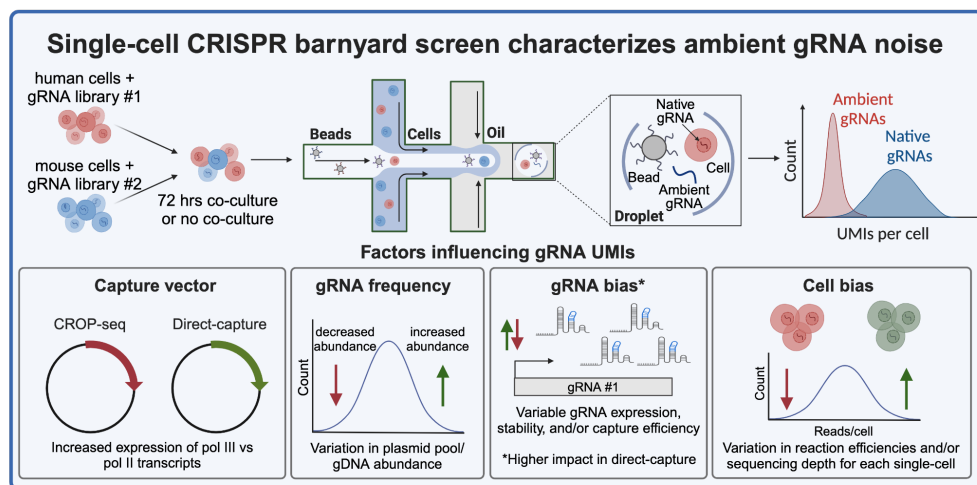 Single-cell CRISPR barnyard screen characterizes ambient gRNA noise
human cells +
gRNA library #1
mouse cells +
gRNA library #2
72 hrs co-culture
or no co-culture
Beads
Cells
Oil
Native
gRNA
Bead
Cell
Ambient
gRNA
Droplet
Ambient
gRNAs
Native
gRNAs
Count
UMIs per cell
Factors influencing gRNA UMIs
Capture vector
CROP-seq
Direct-capture
Increased expression of pol III vs
pol II transcripts
gRNA frequency
decreased
abundance
increased
abundance
Count
Variation in plasmid pool/
gDNA abundance
gRNA bias*
gRNA #1
Variable gRNA expression,
stability, and/or capture efficiency
*Higher impact in direct-capture
Cell bias
Count
Reads/cell
Variation in reaction efficiencies and/or
sequencing depth for each single-cell